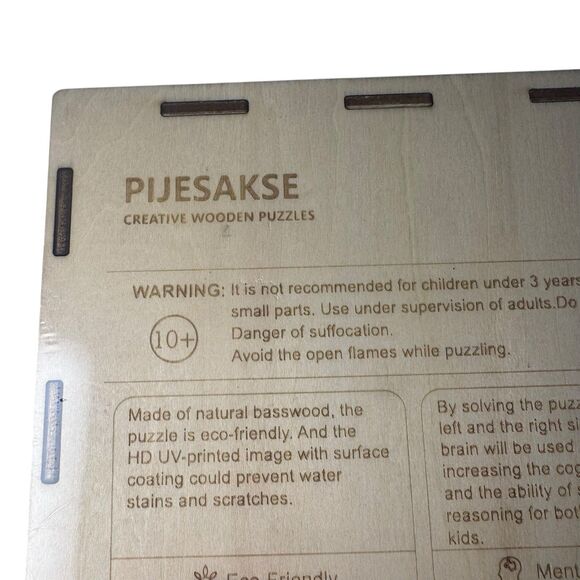 PIJESAKSE
CREATIVE WOODEN PUZZLES
WARNING: It is not recommended for children under 3 years
small parts. Use under supervision of adults.Do
10+
Danger of suffocation.
Avoid the open flames while puzzling.
Made of natural basswood, the
puzzle is eco-friendly. And the
HD UV-printed image with surface
coating could prevent water
stains and scratches.
By solving the puzz
left and the right si
brain will be used
increasing the cog
and the ability of
reasoning for bot
kids.
Eco Friendly
Ment